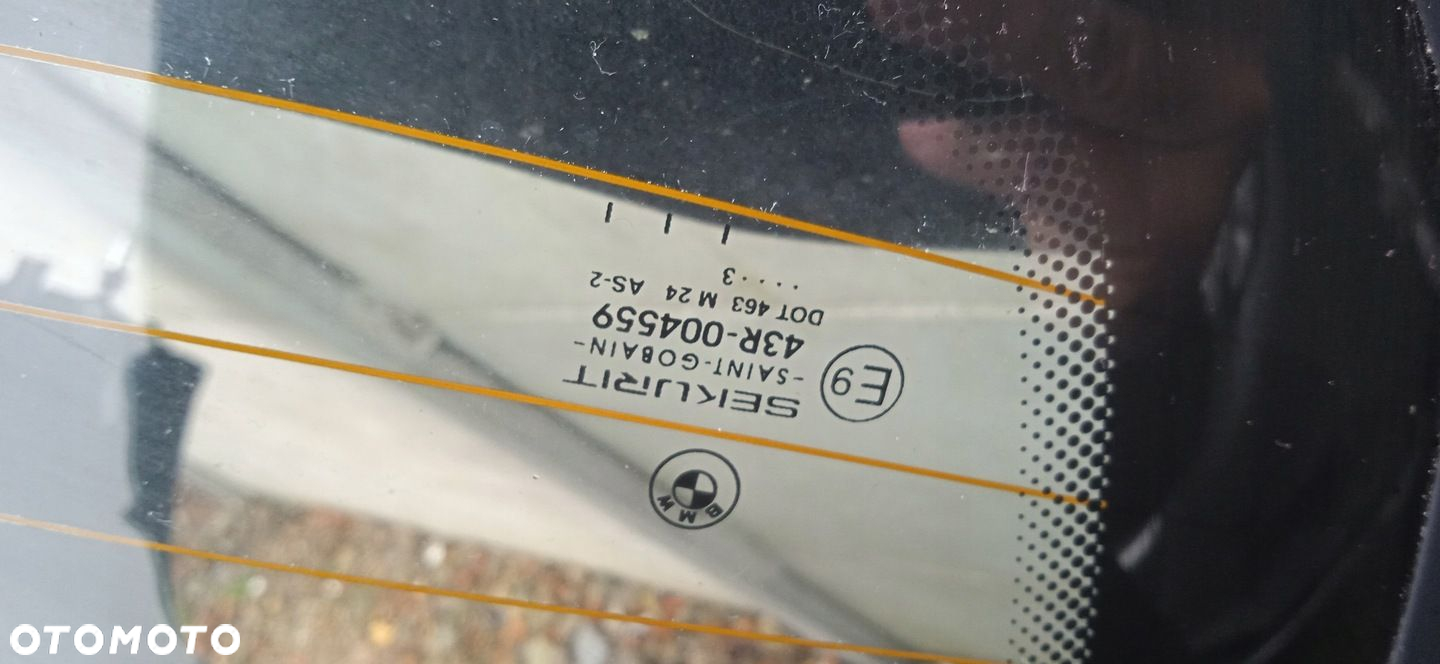 BMW
SEKURIT
-SAINT-GOBAIN-
E9
43R-004559
DOT 463 M 24 AS-2
. . . . . . 3
OTOMOTO